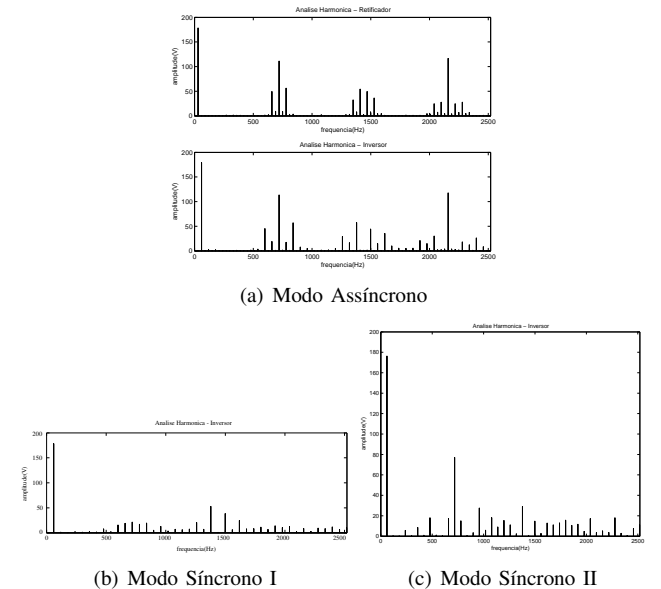 Analise Harmonica – Retificador
200
150
100
50
0
amplitude(V)
0 500 1000 1500 2000 2500
frequencia(Hz)
Analise Harmonica – Inversor
200
150
100
50
0
amplitude(V)
0 500 1000 1500 2000 2500
frequencia(Hz)
(a) Modo Assíncrono
Analise Harmonica - Inversor
200
150
100
50
0
amplitude(V)
0 500 1000 1500 2000 2500
frequencia(Hz)
(b) Modo Síncrono I
Analise Harmonica – Inversor
200
180
160
140
120
100
80
60
40
20
0
amplitude(V)
0 500 1000 1500 2000 2500
frequencia(Hz)
(c) Modo Síncrono II